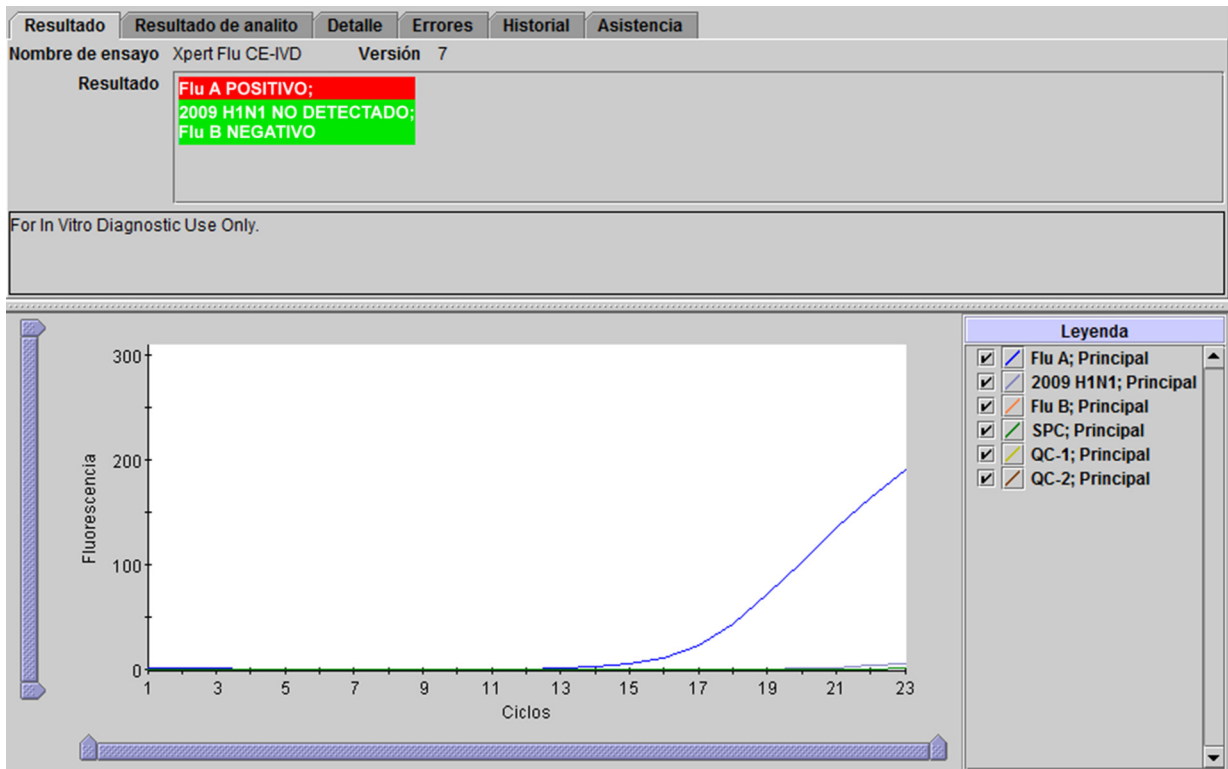 Resultado Resultado de analito Detalle Errores Historial Asistencia
Nombre de ensayo Xpert Flu CE-IVD Versión 7
Resultado Flu A POSITIVO;
2009 H1N1 NO DETECTADO;
Flu B NEGATIVO
For In Vitro Diagnostic Use Only.
Leyenda
Flu A; Principal
2009 H1N1; Principal
Flu B; Principal
SPC; Principal
QC-1; Principal
QC-2; Principal
300
200
100
0
Fluorescencia
1 3 5 7 9 11 13 15 17 19 21 23
Ciclos